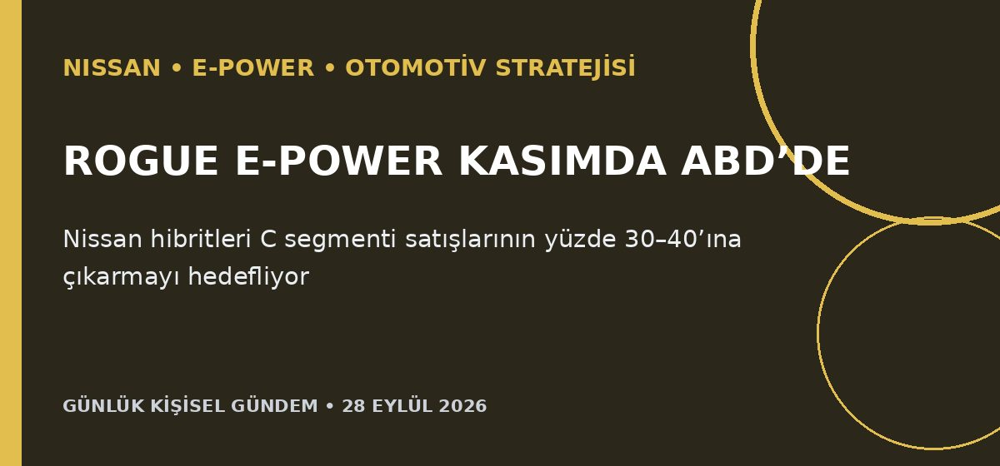 NISSAN • E-POWER • OTOMOTİV STRATEJİSİ
ROGUE E-POWER KASIMDA ABD’DE
Nissan hibritleri C segmenti satışlarının yüzde 30–40’ına
çıkarmayı hedefliyor
GÜNLÜK KİŞİSEL GÜNDEM • 28 EYLÜL 2026